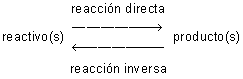 reacción directa
reactivo(s) producto(s)
reacción inversa